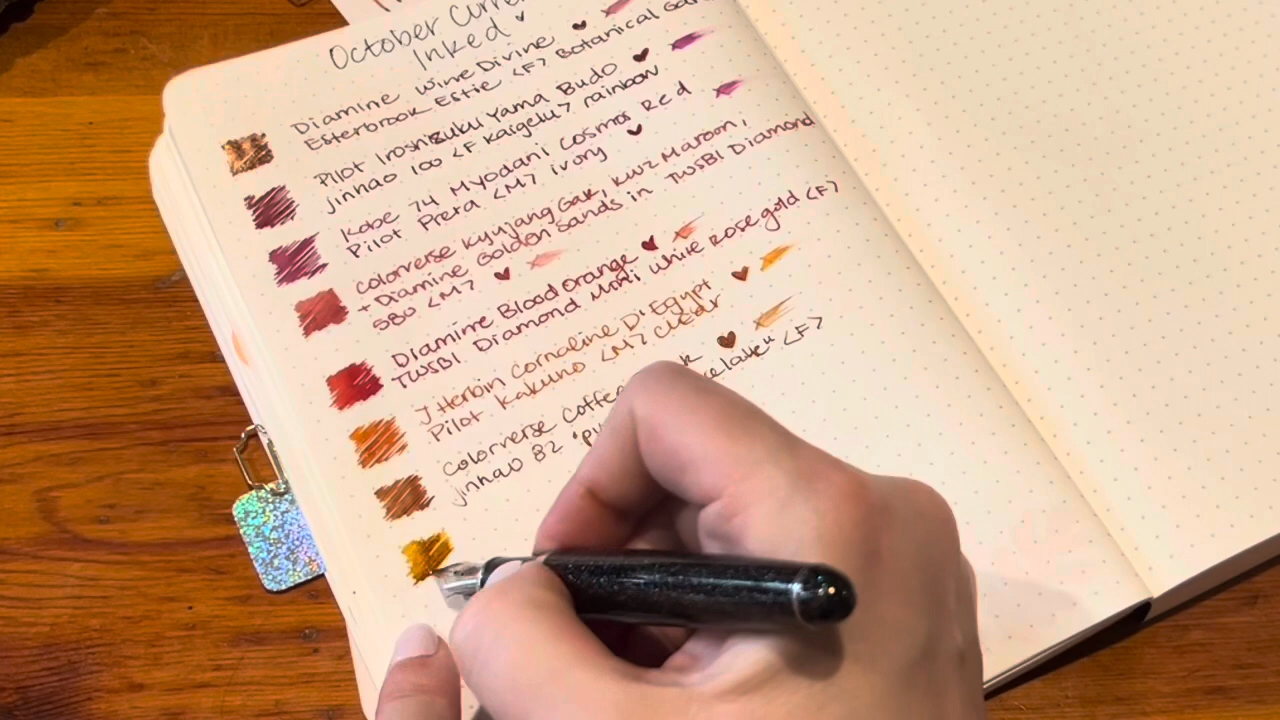 October Curre
Inked
Diamine Wine Divine
Esterbrook Estie <F> Botanical Gar
Pilot Iroshizuku Yama Budo
Jinhao 100 <F Kaigelu> rainbow
Kobe 74 Myodani Cosmos Red
Pilot Prera <M> ivory
Colorverse Kyujang Gak, KWZ Maroon,
+ Diamine Golden Sands in TWSBI Diamond
580 <M>
Diamine Blood Orange
TWSBI Diamond Mini White Rose gold <F>
J Herbin Cornaline D'Egypt
Pilot Kakuno <M> Clear
Colorverse Coffee
Jinhao 82 <F>